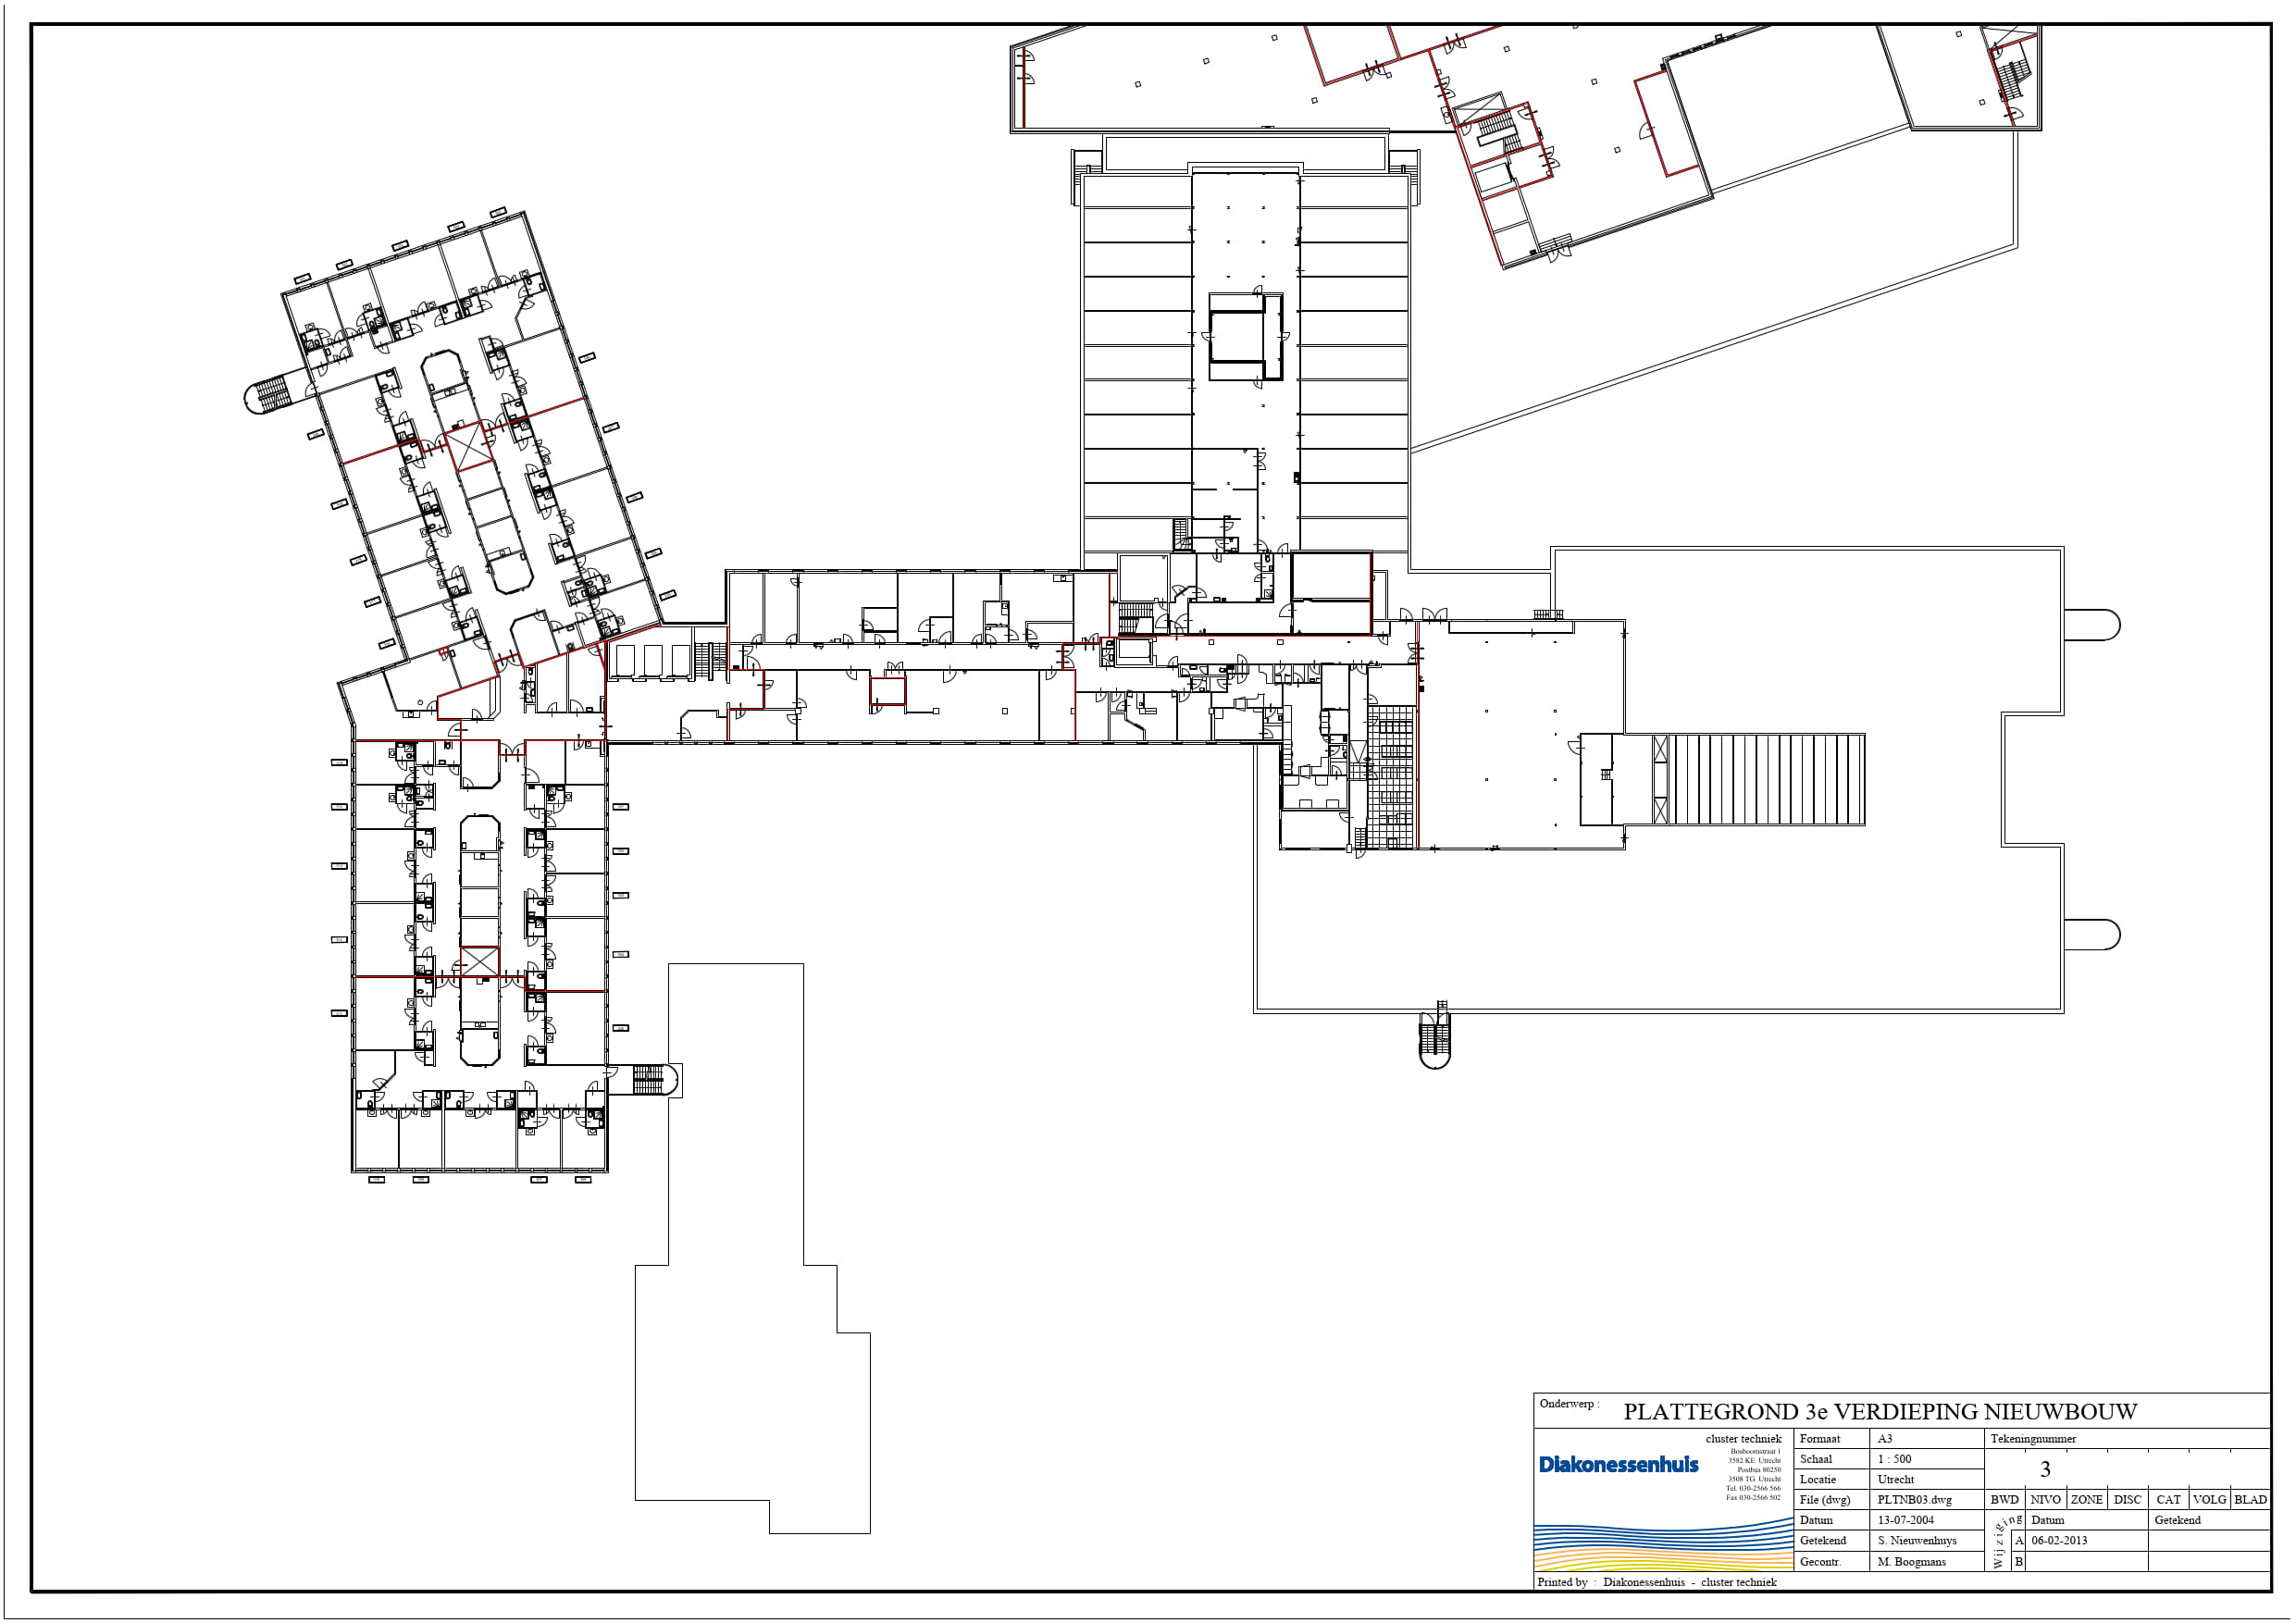 Onderwerp :
PLATTEGROND 3e VERDIEPING NIEUWBOUW
cluster techniek
Bosboomstraat 1
3582 KE Utrecht
Postbus 80250
3508 TG Utrecht
Tel. 030-2566 566
Fax 030-2566 502
Diakonessenhuis
Formaat A3
Schaal 1 : 500
Locatie Utrecht
File (dwg) PLTNB03.dwg
Datum 13-07-2004
Getekend S. Nieuwenhuys
Gecontr. M. Boogmans
Tekeningnummer
3
BWD NIVO ZONE DISC CAT VOLG BLAD
Wijziging Datum Getekend
A 06-02-2013
B
Printed by : Diakonessenhuis - cluster techniek